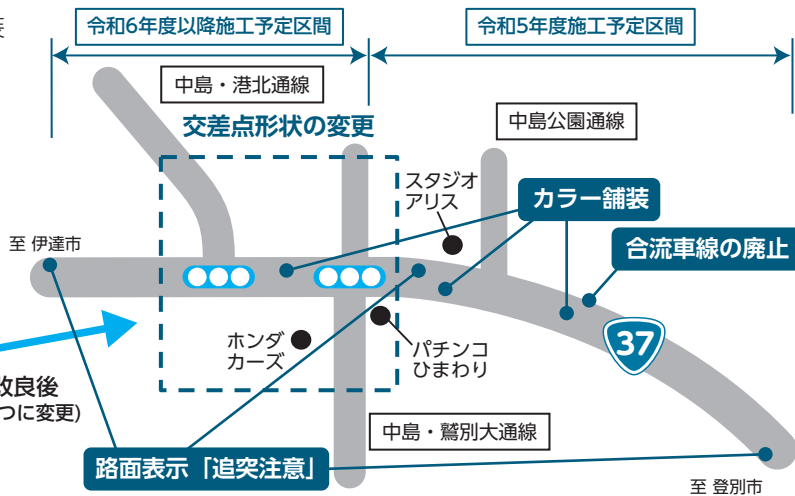 令和6年度以降施工予定区間
令和5年度施工予定区間
中島・港北通線
交差点形状の変更
中島公園通線
スタジオ
アリス
カラー舗装
至 伊達市
合流車線の廃止
ホンダ
カーズ
パチンコ
ひまわり
37
改良後
つに変更)
中島・鷲別大通線
路面表示「追突注意」
至 登別市